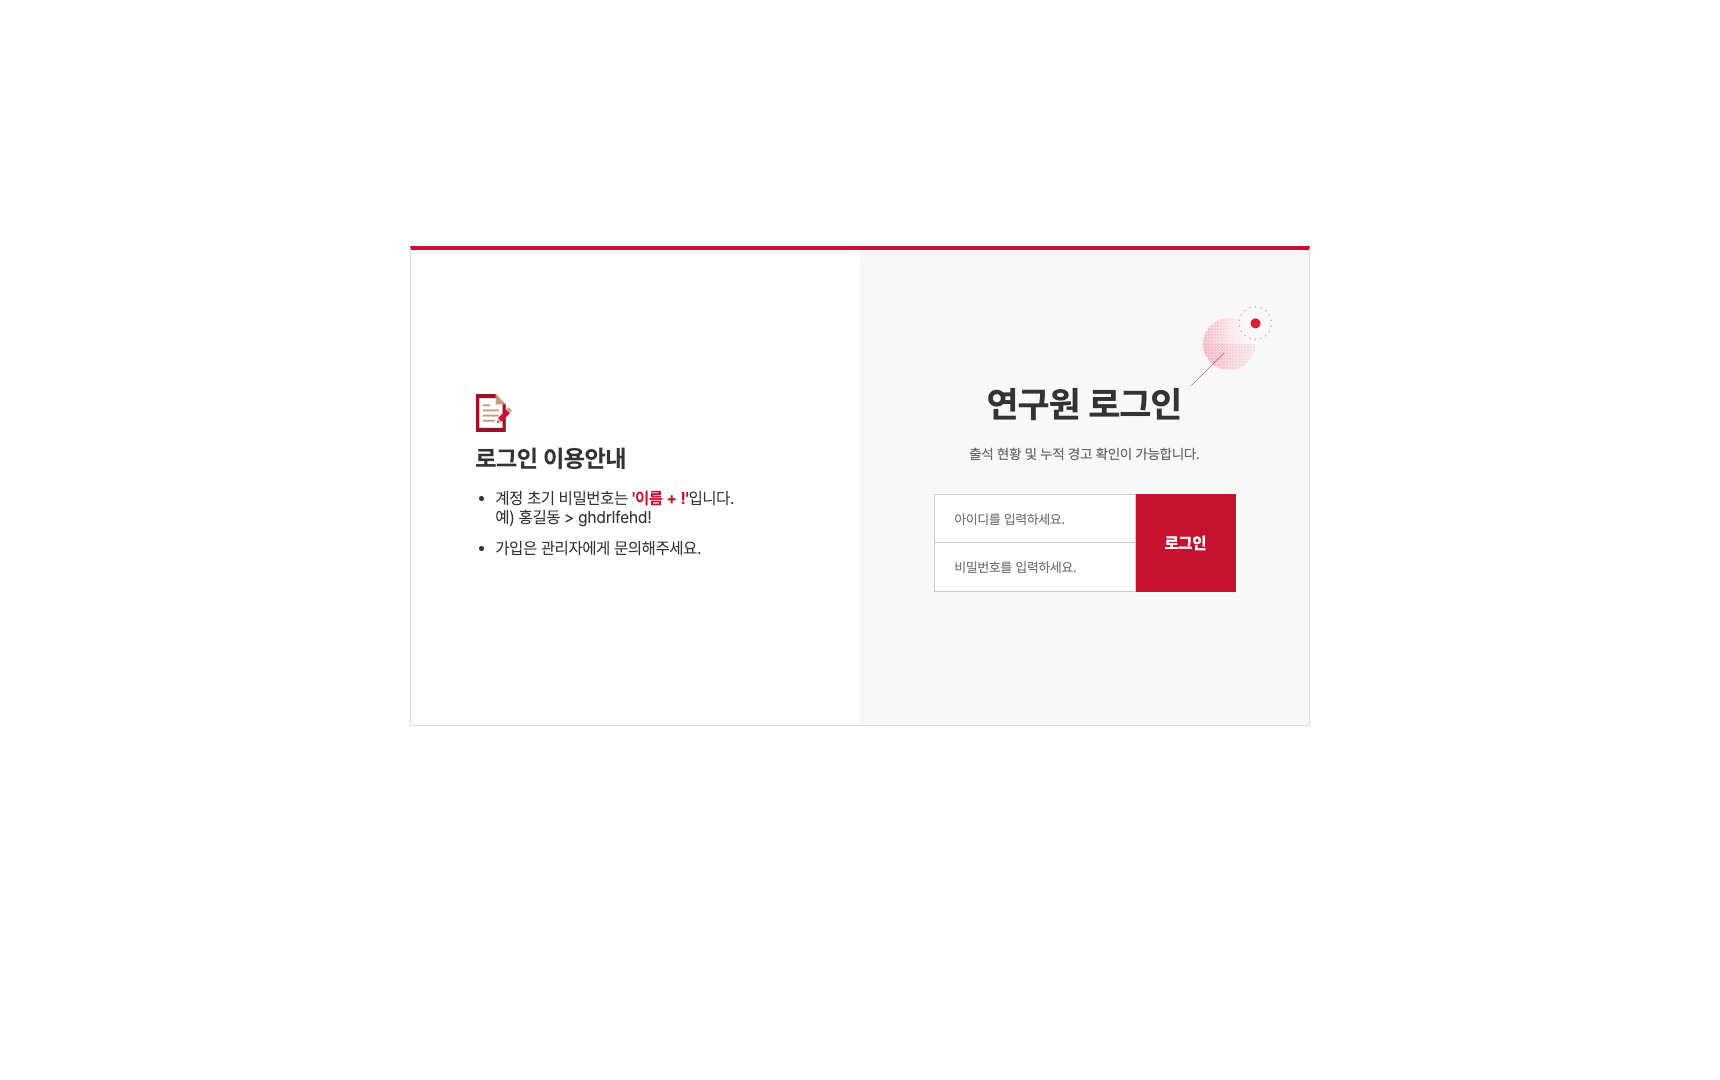 로그인 이용안내
계정 초기 비밀번호는 '이름 + !'입니다.
예) 홍길동 > ghdrlfehd!
가입은 관리자에게 문의해주세요.
연구원 로그인
출석 현황 및 누적 경고 확인이 가능합니다.
아이디를 입력하세요.
비밀번호를 입력하세요.
로그인